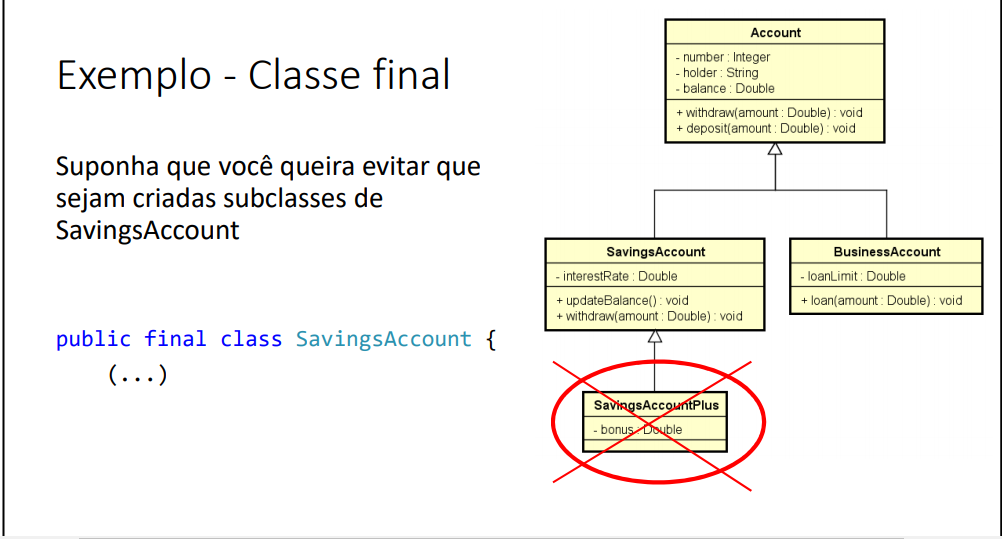 Exemplo - Classe final
Suponha que você queira evitar que
sejam criadas subclasses de
SavingsAccount
public final class SavingsAccount {
(...)
Account
- number : Integer
- holder : String
- balance : Double
+ withdraw(amount : Double) : void
+ deposit(amount : Double) : void
SavingsAccount
- interestRate : Double
+ updateBalance() : void
+ withdraw(amount : Double) : void
BusinessAccount
- loanLimit : Double
+ loan(amount : Double) : void
SavingsAccountPlus
- bonus : Double